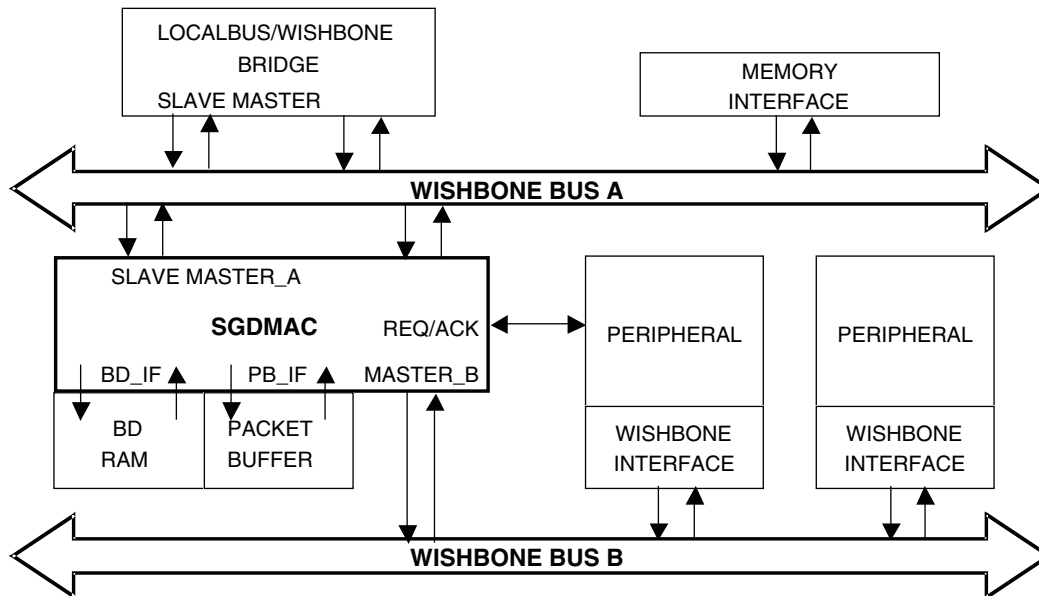 LOCALBUS/WISHBONE
BRIDGE
SLAVE MASTER
MEMORY
INTERFACE
WISHBONE BUS A
SLAVE MASTER_A
SGDMAC
REQ/ACK
BD_IF
PB_IF
MASTER_B
PERIPHERAL
PERIPHERAL
BD
RAM
PACKET
BUFFER
WISHBONE
INTERFACE
WISHBONE
INTERFACE
WISHBONE BUS B